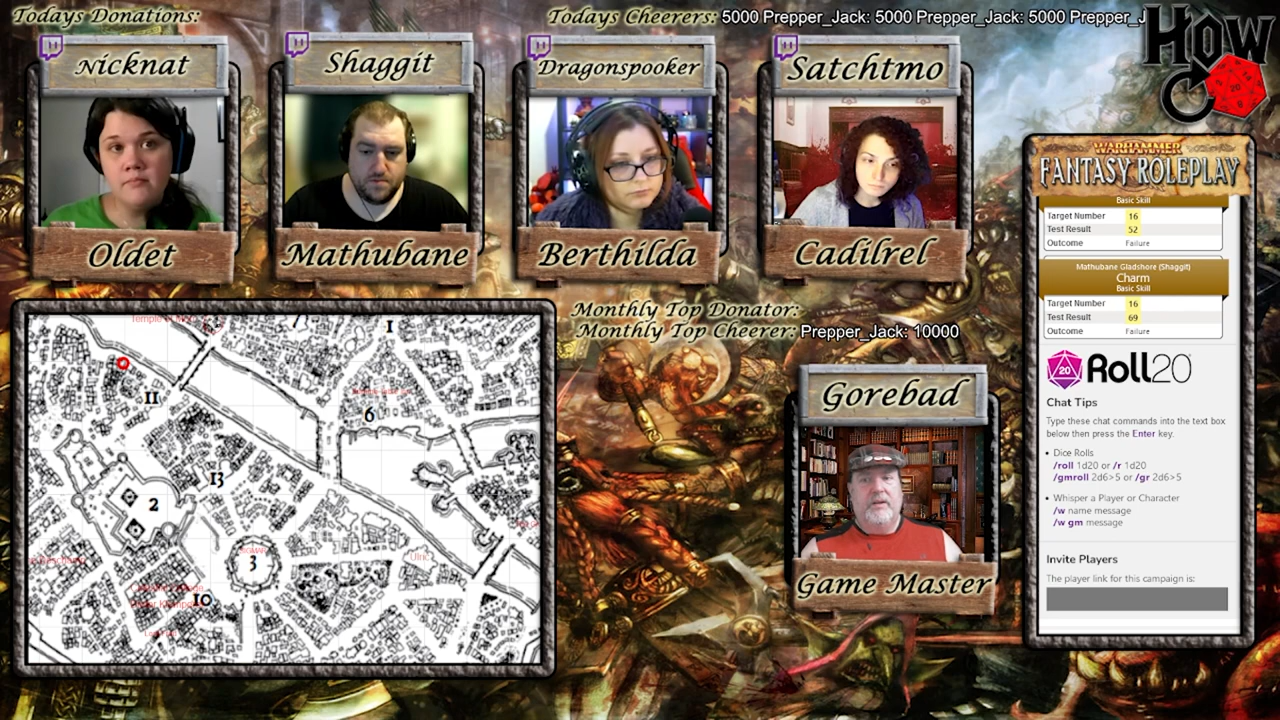 Todays Donations:
Todays Cheerers: 5000 Prepper_Jack: 5000 Prepper_Jack: 5000 Prepper_J
HOW
Nicknat
Shaggit
Dragonspooker
Satchtmo
Oldet
Mathubane
Berthilda
Cadilrel
Monthly Top Donator:
Monthly Top Cheerer: Prepper_Jack: 10000
Gorebad
Game Master
I
II
6
13
2
3
10
Ulric
WARHAMMER
FANTASY ROLEPLAY
Basic Skill
Target Number 16
Test Result 52
Outcome Failure
Mathubane Gladshore (Shaggit)
Charm
Basic Skill
Target Number 16
Test Result 69
Outcome Failure
20 Roll20
Chat Tips
Type these chat commands into the text box
below then press the Enter key.
• Dice Rolls
/roll 1d20 or /r 1d20
/gmroll 2d6>5 or /gr 2d6>5
• Whisper a Player or Character
/w name message
/w gm message
Invite Players
The player link for this campaign is: